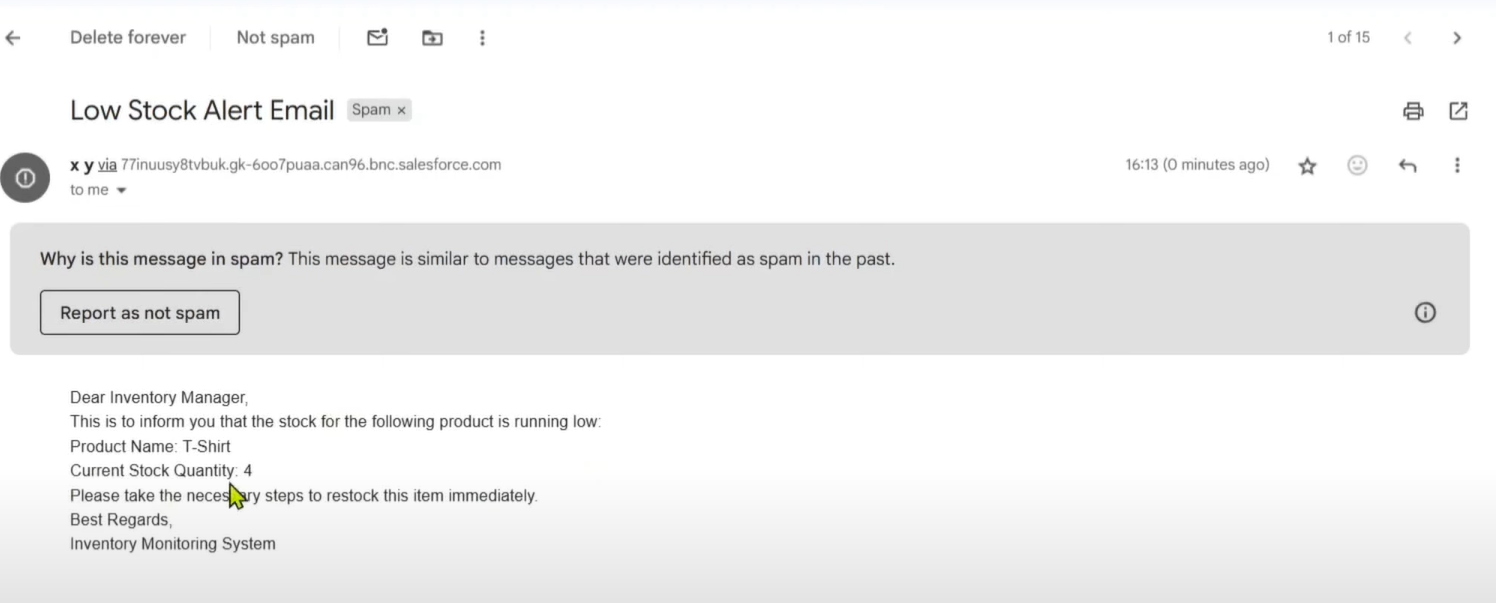 Delete forever Not spam 1 of 15
Low Stock Alert Email Spam ×
x y via 77inuusy8tvbuk.gk-6oo7puaa.can96.bnc.salesforce.com 16:13 (0 minutes ago)
to me
Why is this message in spam? This message is similar to messages that were identified as spam in the past.
Report as not spam
Dear Inventory Manager,
This is to inform you that the stock for the following product is running low:
Product Name: T-Shirt
Current Stock Quantity: 4
Please take the necessary steps to restock this item immediately.
Best Regards,
Inventory Monitoring System